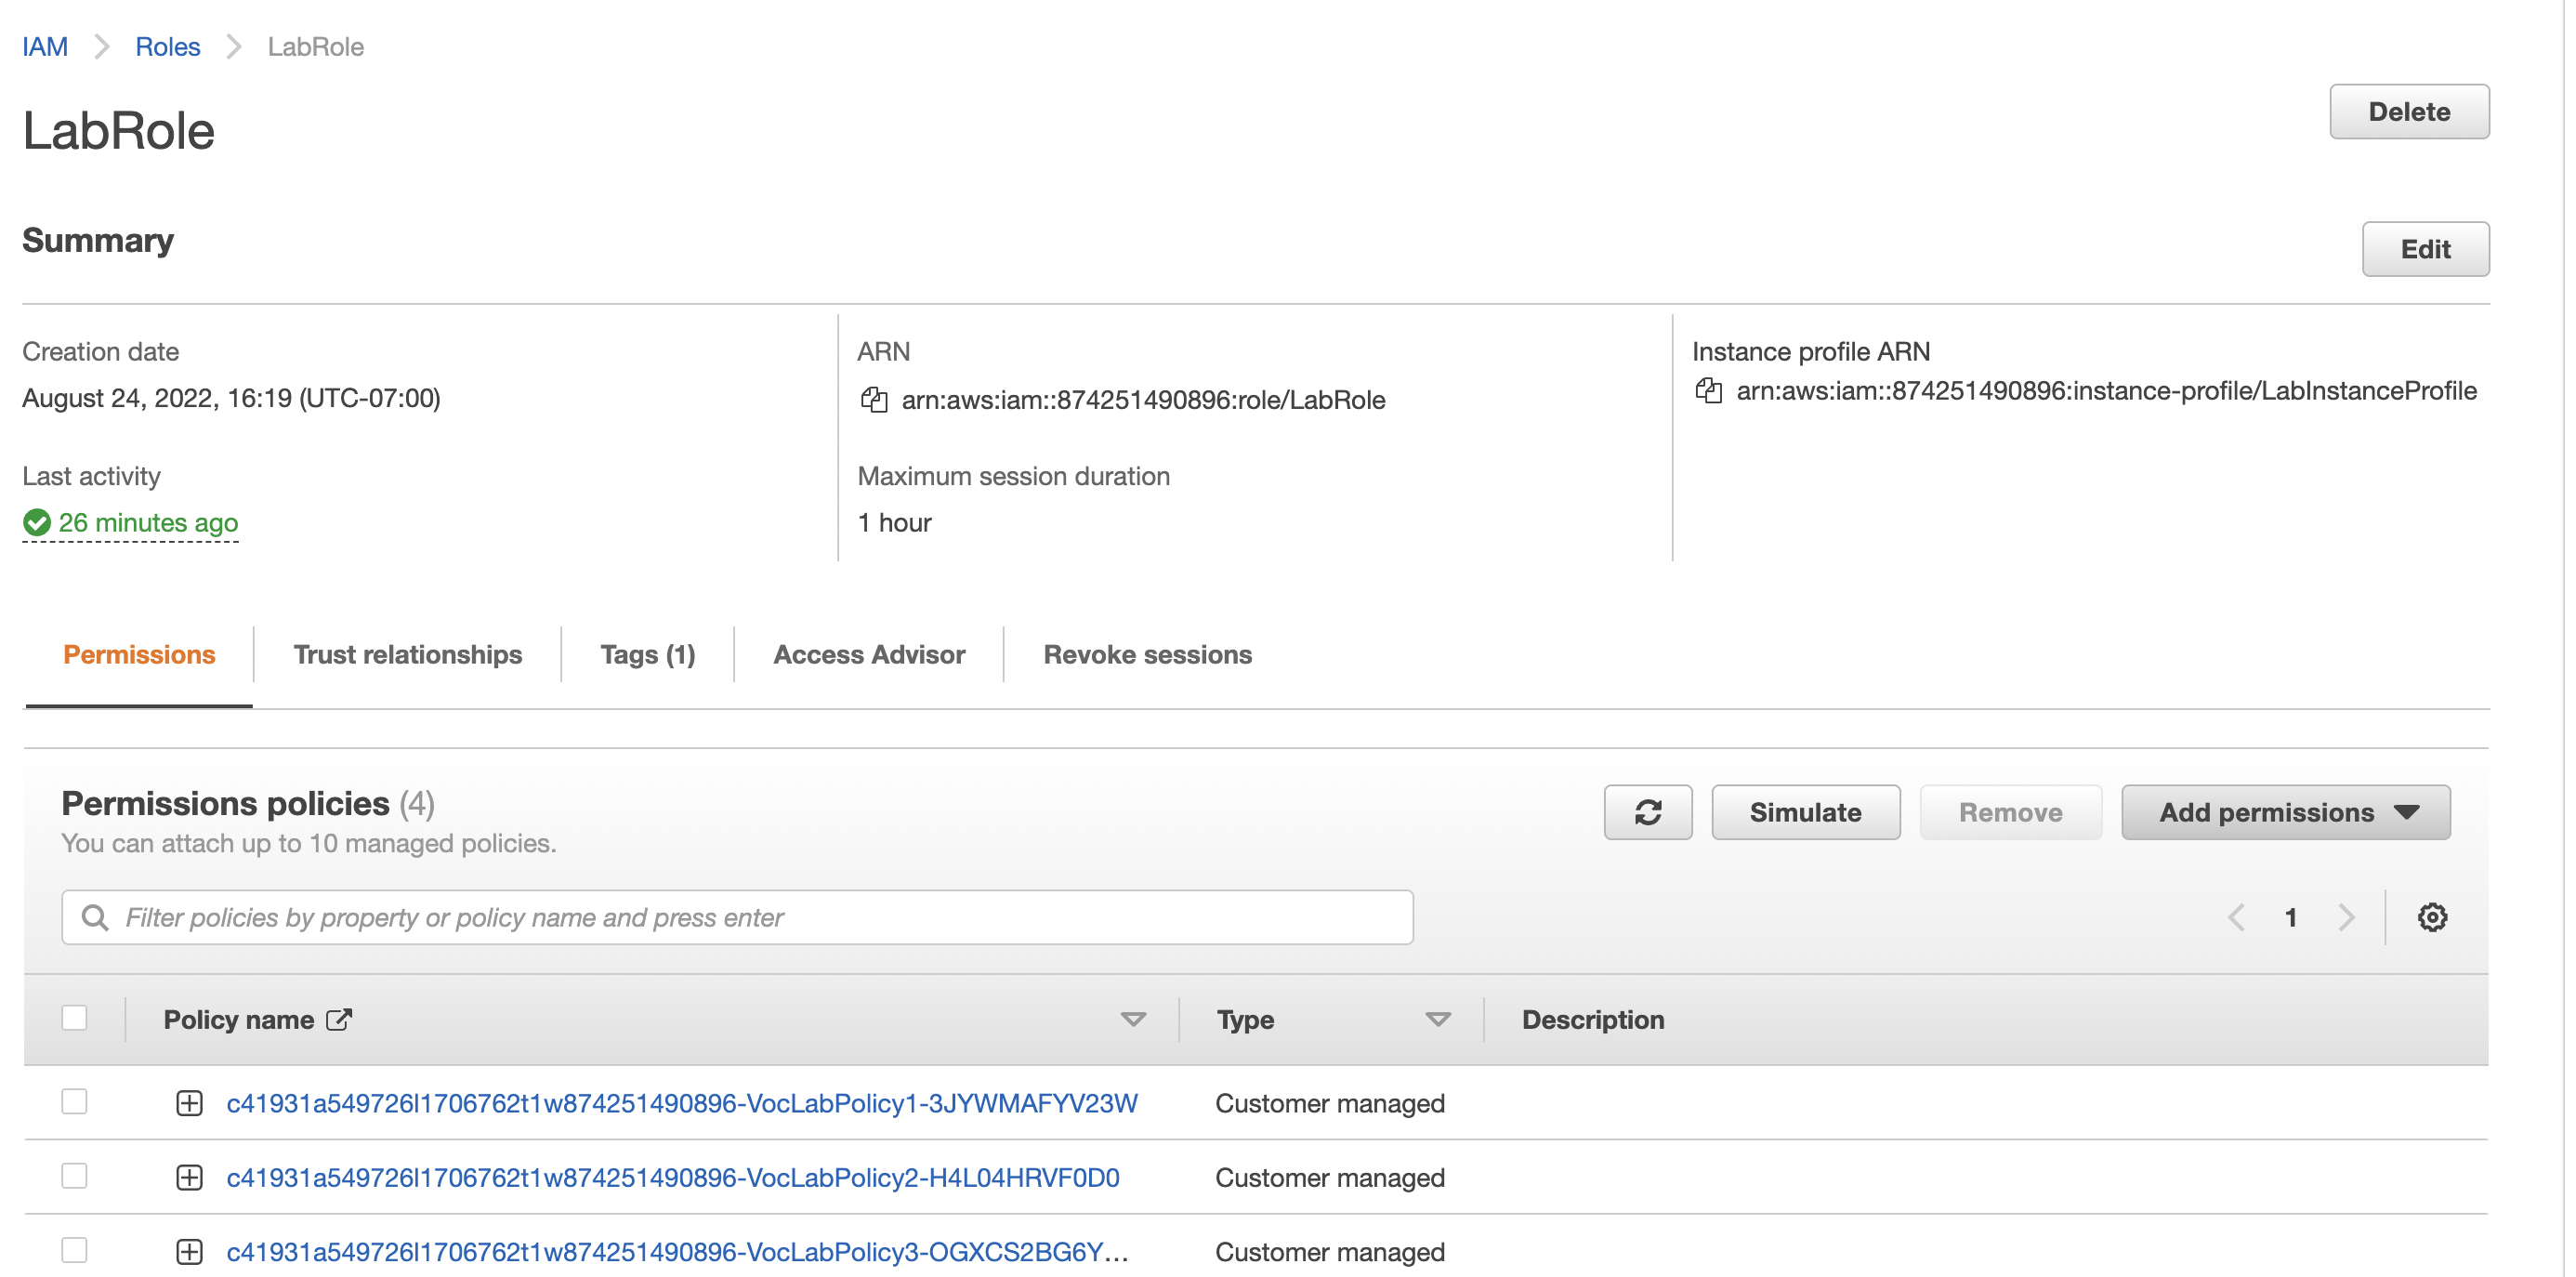 IAM > Roles > LabRole
LabRole
Delete
Summary
Edit
Creation date
August 24, 2022, 16:19 (UTC-07:00)
Last activity
26 minutes ago
ARN
arn:aws:iam::874251490896:role/LabRole
Maximum session duration
1 hour
Instance profile ARN
arn:aws:iam::874251490896:instance-profile/LabInstanceProfile
Permissions
Trust relationships
Tags (1)
Access Advisor
Revoke sessions
Permissions policies (4)
You can attach up to 10 managed policies.
Simulate
Remove
Add permissions
Filter policies by property or policy name and press enter
1
Policy name
Type
Description
c41931a549726l1706762t1w874251490896-VocLabPolicy1-3JYWMAFYV23W Customer managed
c41931a549726l1706762t1w874251490896-VocLabPolicy2-H4L04HRVF0D0 Customer managed
c41931a549726l1706762t1w874251490896-VocLabPolicy3-OGXCS2BG6Y... Customer managed